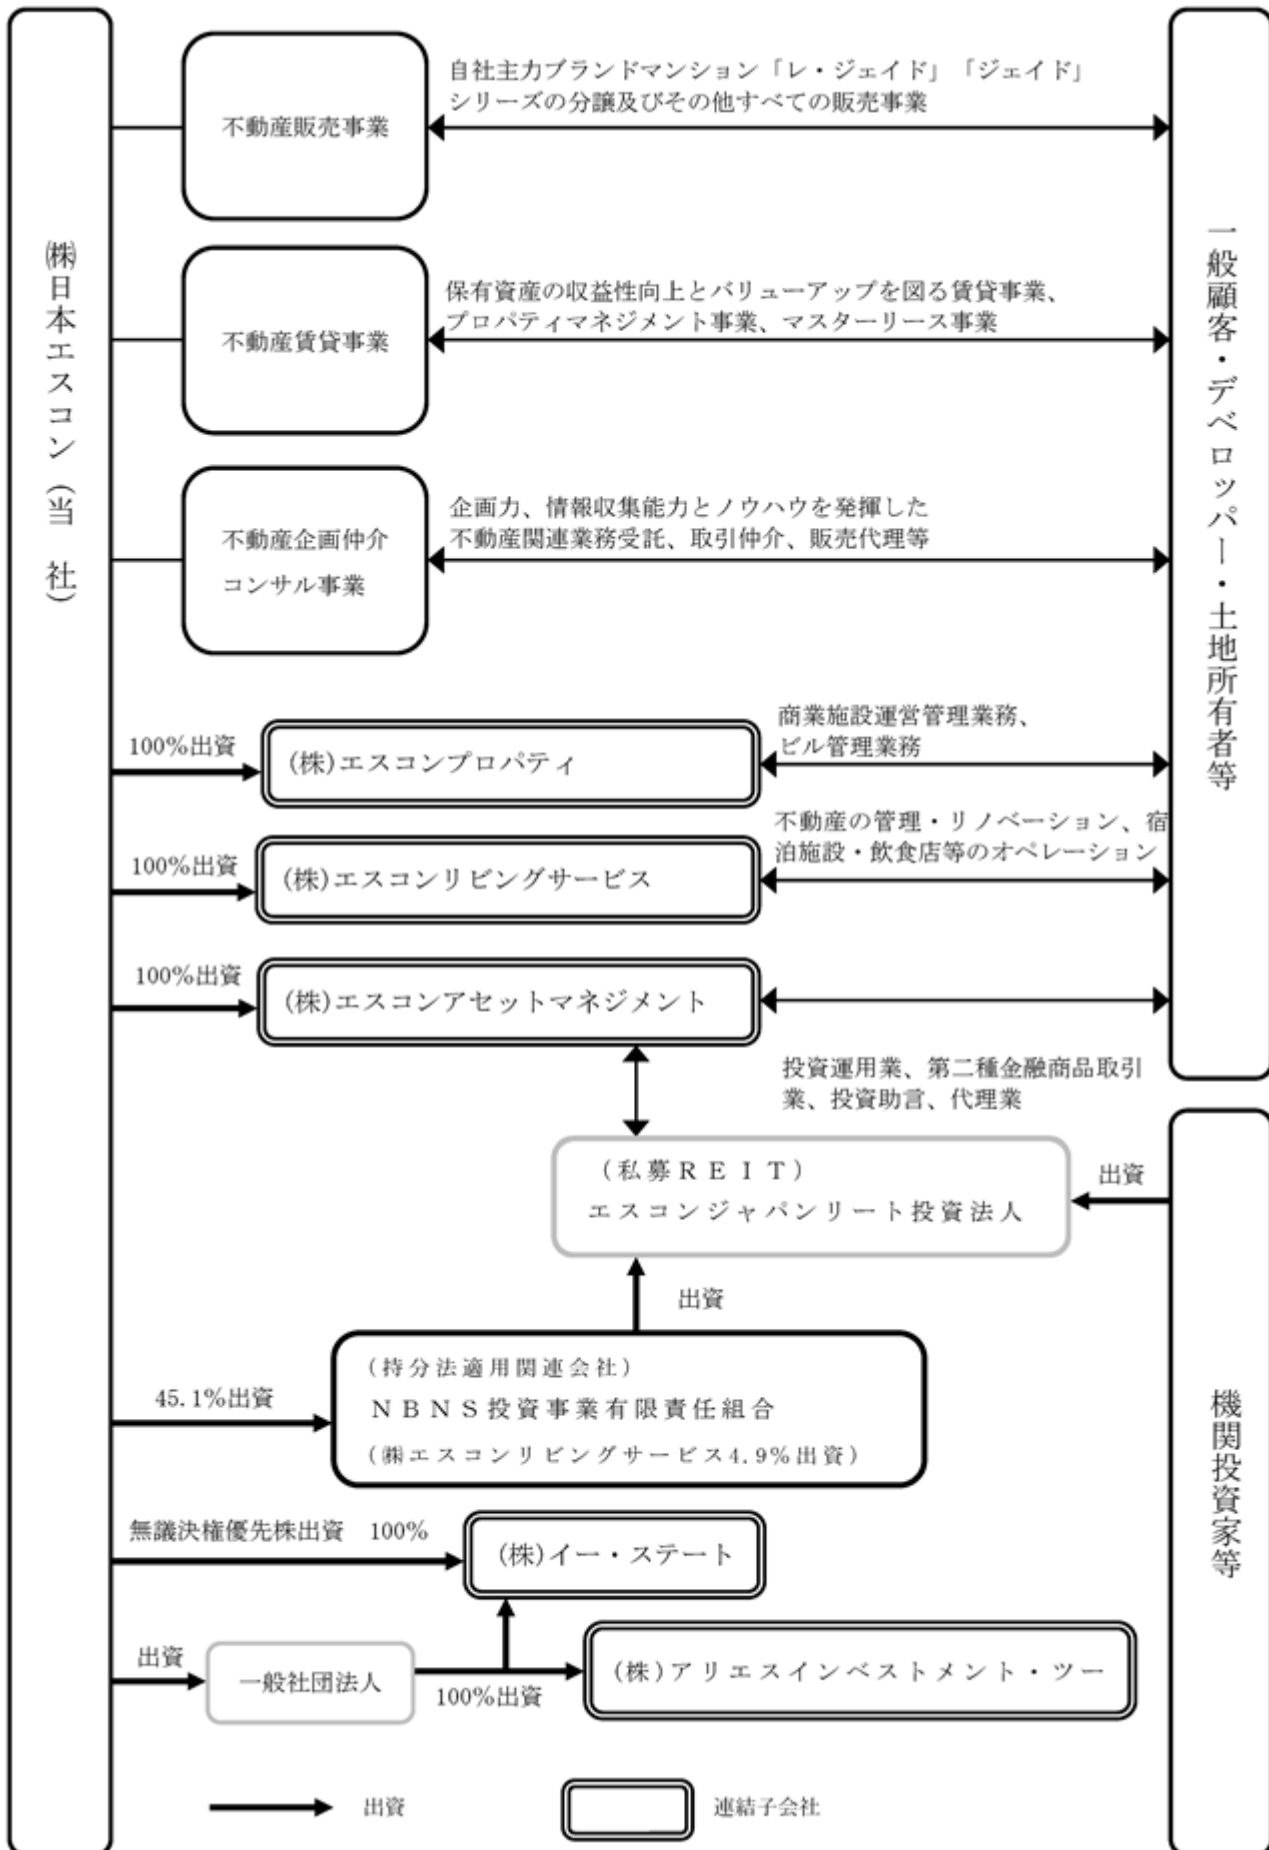 ㈱日本エスコン（当　社）
不動産販売事業
自社主力ブランドマンション「レ・ジェイド」「ジェイド」
シリーズの分譲及びその他すべての販売事業
不動産賃貸事業
保有資産の収益性向上とバリューアップを図る賃貸事業、
プロパティマネジメント事業、マスターリース事業
不動産企画仲介
コンサル事業
企画力、情報収集能力とノウハウを発揮した
不動産関連業務受託、取引仲介、販売代理等
一般顧客・デベロッパー・土地所有者等
100%出資
(株)エスコンプロパティ
商業施設運営管理業務、
ビル管理業務
100%出資
(株)エスコンリビングサービス
不動産の管理・リノベーション、宿
泊施設・飲食店等のオペレーション
100%出資
(株)エスコンアセットマネジメント
投資運用業、第二種金融商品取引
業、投資助言、代理業
（私募ＲＥＩＴ）
エスコンジャパンリート投資法人
出資
出資
機関投資家等
45.1%出資
（持分法適用関連会社）
ＮＢＮＳ投資事業有限責任組合
（㈱エスコンリビングサービス4.9%出資）
無議決権優先株出資　100%
(株)イー・ステート
出資
一般社団法人
100%出資
(株)アリエスインベストメント・ツー
出資
連結子会社